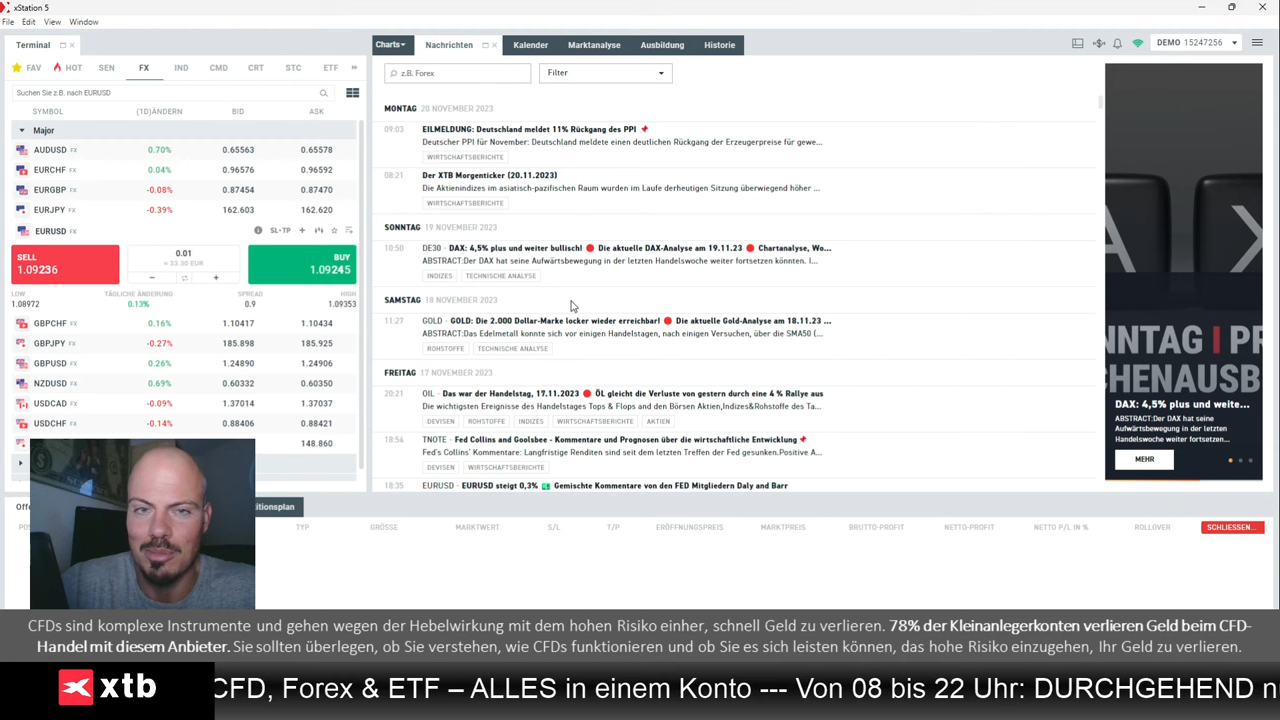 xStation 5
File Edit View Window
Terminal
FAV HOT SEN FX IND CMD CRT STC ETF
Suchen Sie z.B. nach EURUSD
SYMBOL (1D)ÄNDERN BID ASK
Major
AUDUSD FX 0.70% 0.65563 0.65578
EURCHF FX 0.04% 0.96576 0.96592
EURGBP FX -0.08% 0.87454 0.87470
EURJPY FX -0.39% 162.603 162.620
EURUSD FX SL+TP
SELL 1.09236
0.01
≈ 33.30 EUR
BUY 1.09245
LOW TÄGLICHE ÄNDERUNG SPREAD HIGH
1.08972 0.13% 0.9 1.09353
GBPCHF FX 0.16% 1.10417 1.10434
GBPJPY FX -0.27% 185.898 185.925
GBPUSD FX 0.26% 1.24890 1.24906
NZDUSD FX 0.69% 0.60332 0.60350
USDCAD FX -0.09% 1.37014 1.37037
USDCHF FX -0.14% 0.88406 0.88421
148.860
Charts Nachrichten Kalender Marktanalyse Ausbildung Historie
DEMO 15247256
z.B. Forex
Filter
MONTAG 20 NOVEMBER 2023
09:03 EILMELDUNG: Deutschland meldet 11% Rückgang des PPI
Deutscher PPI für November: Deutschland meldete einen deutlichen Rückgang der Erzeugerpreise für gewe...
WIRTSCHAFTSBERICHTE
08:21 Der XTB Morgenticker (20.11.2023)
Die Aktienindizes im asiatisch-pazifischen Raum wurden im Laufe derheutigen Sitzung überwiegend höher ...
WIRTSCHAFTSBERICHTE
SONNTAG 19 NOVEMBER 2023
10:50 DE30 · DAX: 4,5% plus und weiter bullisch! 🔴 Die aktuelle DAX-Analyse am 19.11.23 🔴 Chartanalyse, Wo...
ABSTRACT:Der DAX hat seine Aufwärtsbewegung in der letzten Handelswoche weiter fortsetzen könnten. I...
INDIZES TECHNISCHE ANALYSE
SAMSTAG 18 NOVEMBER 2023
11:27 GOLD · GOLD: Die 2.000 Dollar-Marke locker wieder erreichbar! 🔴 Die aktuelle Gold-Analyse am 18.11.23 ...
ABSTRACT:Das Edelmetall konnte sich vor einigen Handelstagen, nach einigen Versuchen, über die SMA50 (...
ROHSTOFFE TECHNISCHE ANALYSE
FREITAG 17 NOVEMBER 2023
20:21 OIL · Das war der Handelstag, 17.11.2023 🔴 ÖL gleicht die Verluste von gestern durch eine 4 % Rallye aus
Die wichtigsten Ereignisse des Handelstages Tops & Flops and den Börsen Aktien,Indizes&Rohstoffe des Ta...
DEVISEN ROHSTOFFE INDIZES WIRTSCHAFTSBERICHTE AKTIEN
18:54 TNOTE · Fed Collins and Goolsbee - Kommentare und Prognosen über die wirtschaftliche Entwicklung
Fed's Collins' Kommentare: Langfristige Renditen sind seit dem letzten Treffen der Fed gesunken.Positive A...
DEVISEN WIRTSCHAFTSBERICHTE
18:35 EURUSD · EURUSD steigt 0,3% 💵 Gemischte Kommentare von den FED Mitgliedern Daly and Barr
NNTAG | PR
CHENAUSB
DAX: 4,5% plus und weite...
ABSTRACT:Der DAX hat seine
Aufwärtsbewegung in der letzten
Handelswoche weiter fortsetzen...
MEHR
TYP GRÖSSE MARKTWERT S/L T/P ERÖFFNUNGSPREIS MARKTPREIS BRUTTO-PROFIT NETTO-PROFIT NETTO P/L IN % ROLLOVER SCHLIESSEN...
CFDs sind komplexe Instrumente und gehen wegen der Hebelwirkung mit dem hohen Risiko einher, schnell Geld zu verlieren. 78% der Kleinanlegerkonten verlieren Geld beim CFD-
Handel mit diesem Anbieter. Sie sollten überlegen, ob Sie verstehen, wie CFDs funktionieren und ob Sie es sich leisten können, das hohe Risiko einzugehen, Ihr Geld zu verlieren.
xtb
CFD, Forex & ETF – ALLES in einem Konto --- Von 08 bis 22 Uhr: DURCHGEHEND n